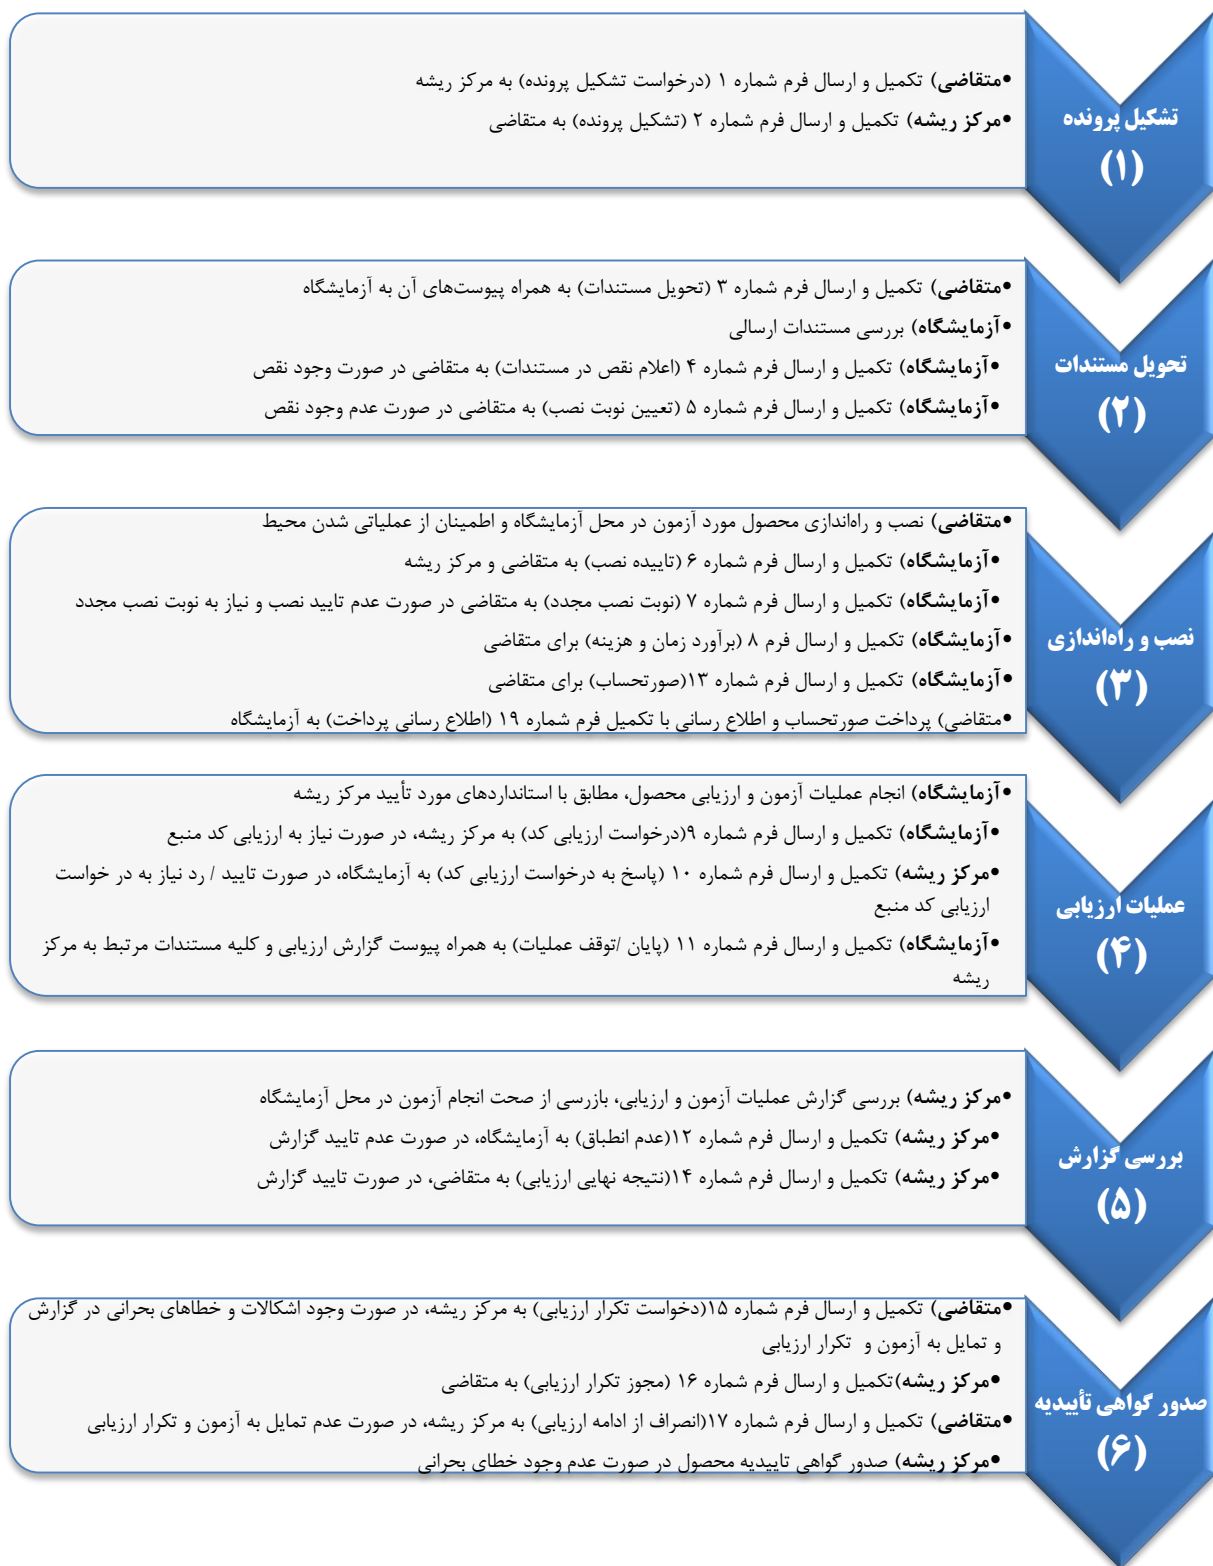 تشکیل پرونده
(۱)
•متقاضی) تکمیل و ارسال فرم شماره ۱ (درخواست تشکیل پرونده) به مرکز ریشه
•مرکز ریشه) تکمیل و ارسال فرم شماره ۲ (تشکیل پرونده) به متقاضی
تحویل مستندات
(۲)
•متقاضی) تکمیل و ارسال فرم شماره ۳ (تحویل مستندات) به همراه پیوست‌های آن به آزمایشگاه
•آزمایشگاه) بررسی مستندات ارسالی
•آزمایشگاه) تکمیل و ارسال فرم شماره ۴ (اعلام نقص در مستندات) به متقاضی در صورت وجود نقص
•آزمایشگاه) تکمیل و ارسال فرم شماره ۵ (تعیین نوبت نصب) به متقاضی در صورت عدم وجود نقص
نصب و راه‌اندازی
(۳)
•متقاضی) نصب و راه‌اندازی محصول مورد آزمون در محل آزمایشگاه و اطمینان از عملیاتی شدن محیط
•آزمایشگاه) تکمیل و ارسال فرم شماره ۶ (تاییده نصب) به متقاضی و مرکز ریشه
•آزمایشگاه) تکمیل و ارسال فرم شماره ۷ (نوبت نصب مجدد) به متقاضی در صورت عدم تایید نصب و نیاز به نوبت نصب مجدد
•آزمایشگاه) تکمیل و ارسال فرم ۸ (برآورد زمان و هزینه) برای متقاضی
•آزمایشگاه) تکمیل و ارسال فرم شماره ۱۳(صورتحساب) برای متقاضی
•متقاضی) پرداخت صورتحساب و اطلاع رسانی با تکمیل فرم شماره ۱۹ (اطلاع رسانی پرداخت) به آزمایشگاه
عملیات ارزیابی
(۴)
•آزمایشگاه) انجام عملیات آزمون و ارزیابی محصول، مطابق با استانداردهای مورد تأیید مرکز ریشه
•آزمایشگاه) تکمیل و ارسال فرم شماره ۹(درخواست ارزیابی کد) به مرکز ریشه، در صورت نیاز به ارزیابی کد منبع
•مرکز ریشه) تکمیل و ارسال فرم شماره ۱۰ (پاسخ به درخواست ارزیابی کد) به آزمایشگاه، در صورت تایید / رد نیاز به در خواست
ارزیابی کد منبع
•آزمایشگاه) تکمیل و ارسال فرم شماره ۱۱ (پایان /توقف عملیات) به همراه پیوست گزارش ارزیابی و کلیه مستندات مرتبط به مرکز
ریشه
بررسی گزارش
(۵)
•مرکز ریشه) بررسی گزارش عملیات آزمون و ارزیابی، بازرسی از صحت انجام آزمون در محل آزمایشگاه
•مرکز ریشه) تکمیل و ارسال فرم شماره ۱۲(عدم انطباق) به آزمایشگاه، در صورت عدم تایید گزارش
•مرکز ریشه) تکمیل و ارسال فرم شماره ۱۴(نتیجه نهایی ارزیابی) به متقاضی، در صورت تایید گزارش
صدور گواهی تأییدیه
(۶)
•متقاضی) تکمیل و ارسال فرم شماره ۱۵(دخواست تکرار ارزیابی) به مرکز ریشه، در صورت وجود اشکالات و خطاهای بحرانی در گزارش
و تمایل به آزمون و تکرار ارزیابی
•مرکز ریشه)تکمیل و ارسال فرم شماره ۱۶ (مجوز تکرار ارزیابی) به متقاضی
•متقاضی) تکمیل و ارسال فرم شماره ۱۷(انصراف از ادامه ارزیابی) به مرکز ریشه، در صورت عدم تمایل به آزمون و تکرار ارزیابی
•مرکز ریشه) صدور گواهی تاییدیه محصول در صورت عدم وجود خطای بحرانی